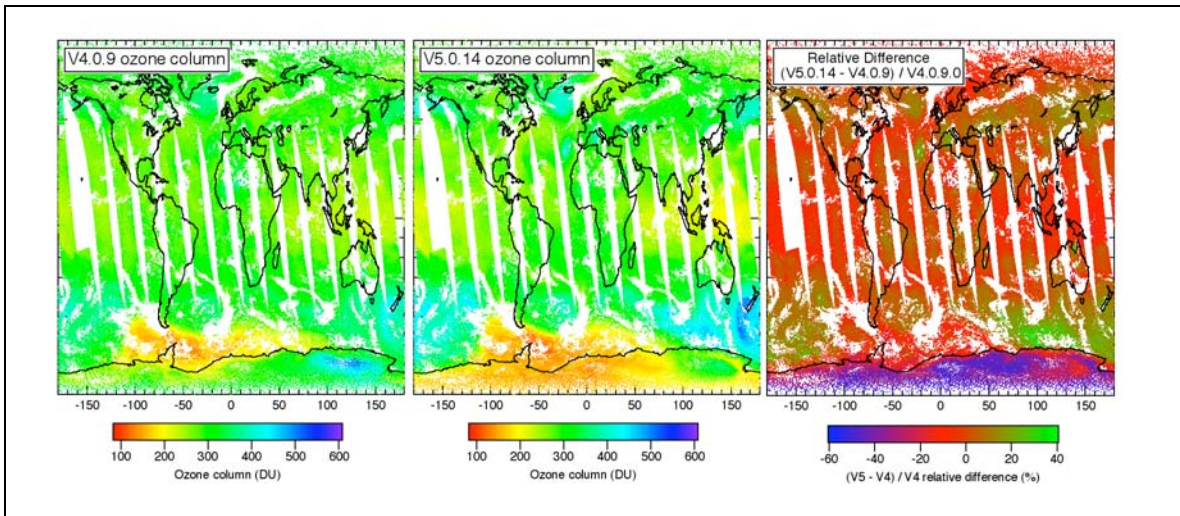 V4.0.9 ozone column
V5.0.14 ozone column
Relative Difference
(V5.0.14 - V4.0.9) / V4.0.9.0
-150 -100 -50 0 50 100 150
-150 -100 -50 0 50 100 150
-150 -100 -50 0 50 100 150
100 200 300 400 500 600
Ozone column (DU)
100 200 300 400 500 600
Ozone column (DU)
-60 -40 -20 0 20 40
(V5 - V4) / V4 relative difference (%)